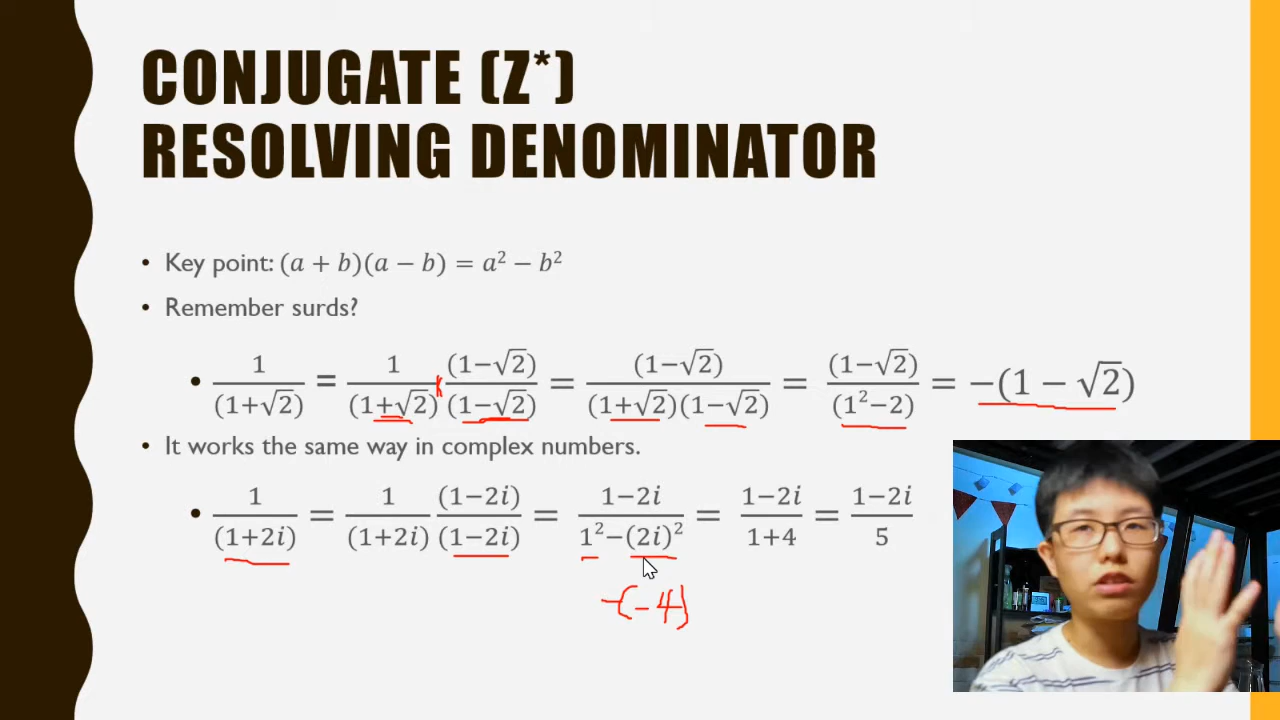 CONJUGATE (Z*)
RESOLVING DENOMINATOR
• Key point: (a + b)(a − b) = a² − b²
• Remember surds?
• 1/(1+√2) = 1/(1+√2) (1−√2)/(1−√2) = (1−√2)/((1+√2)(1−√2)) = (1−√2)/(1²−2) = −(1 − √2)
• It works the same way in complex numbers.
• 1/(1+2i) = 1/(1+2i) (1−2i)/(1−2i) = (1−2i)/(1²−(2i)²) = (1−2i)/(1+4) = (1−2i)/5
−(−4)